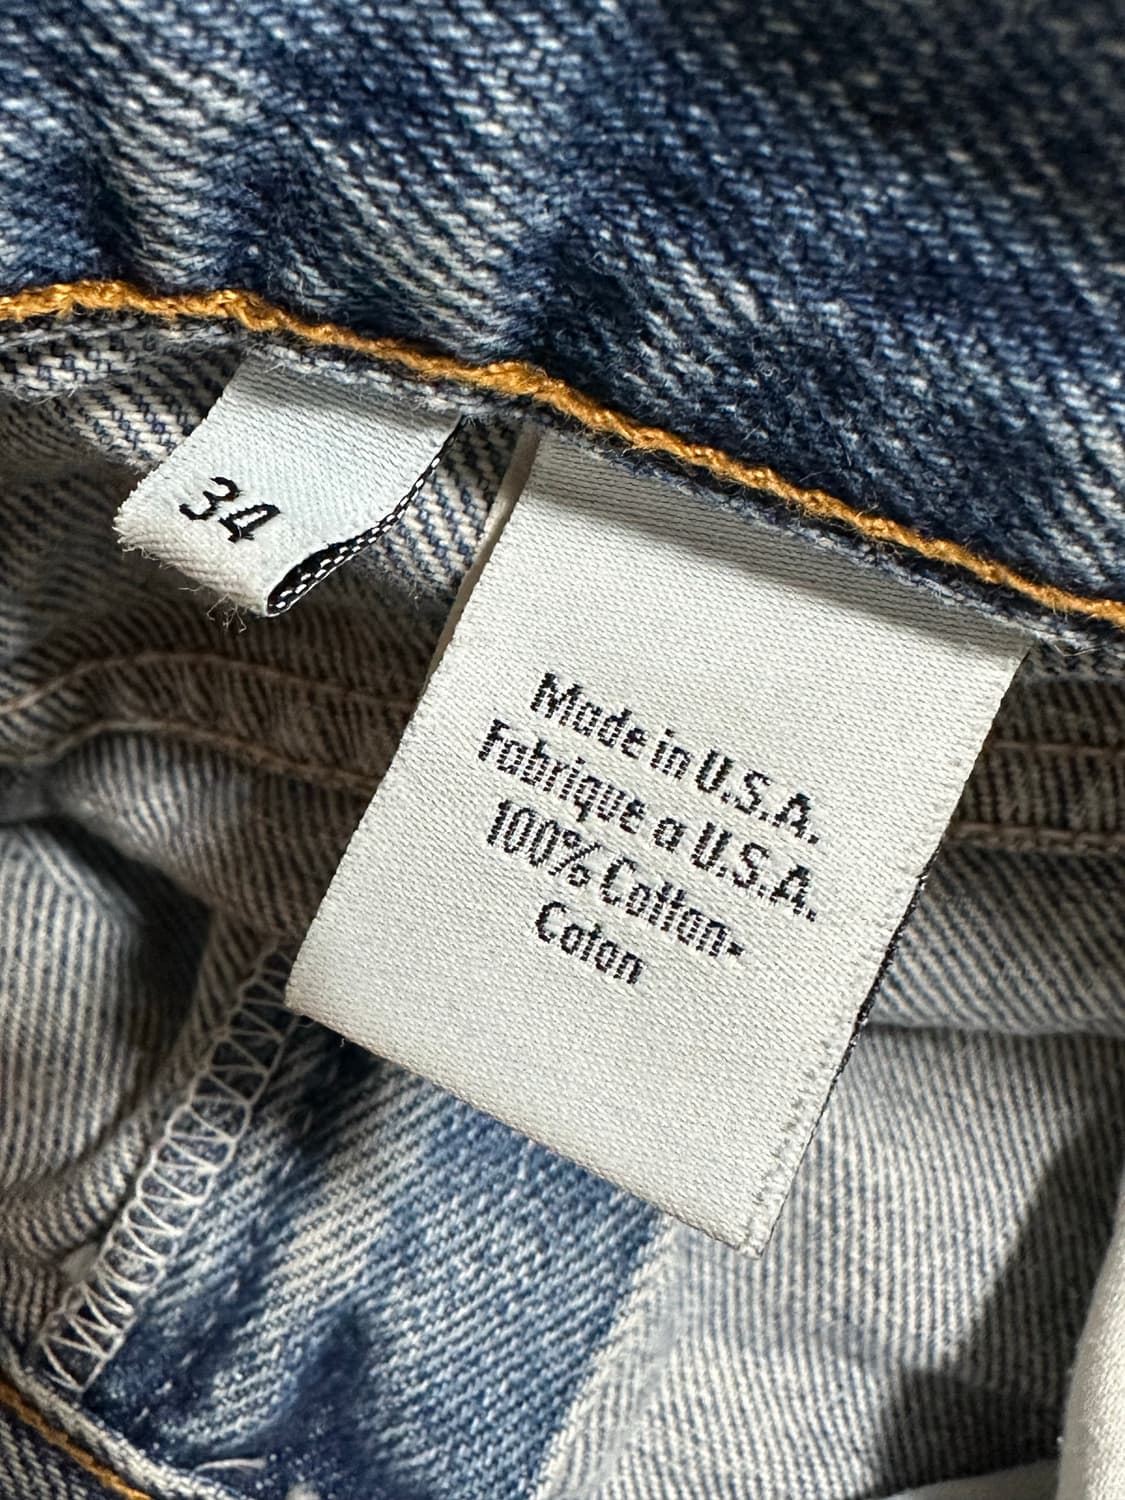 34
Made in U.S.A.
Fabrique a U.S.A.
100% Cotton-
Coton